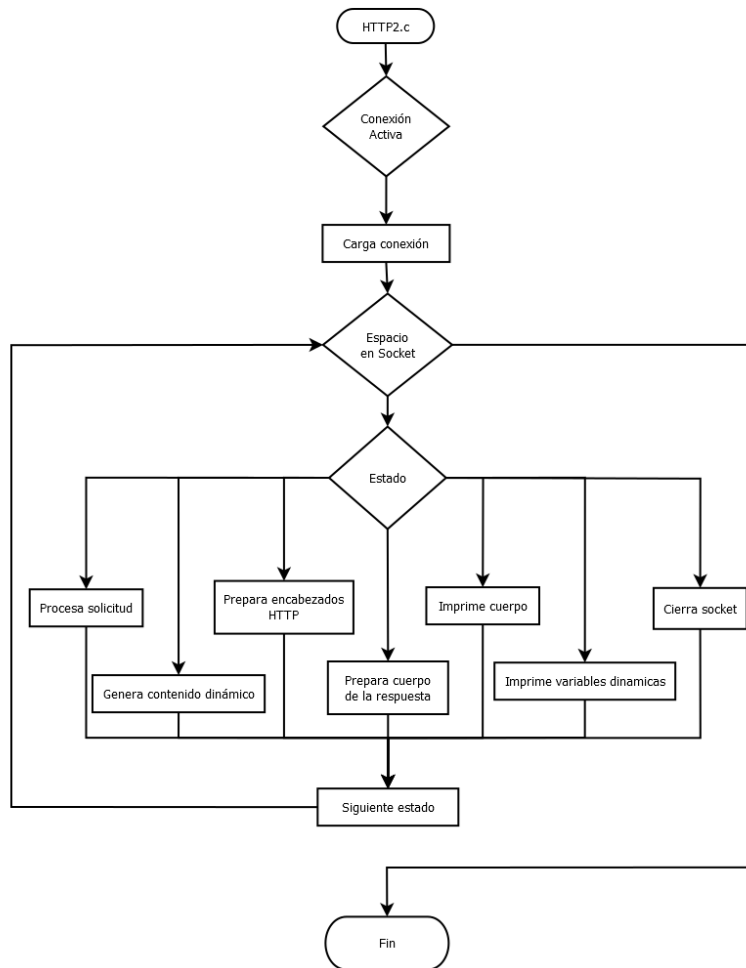 HTTP2.c
Conexión
Activa
Carga conexión
Espacio
en Socket
Estado
Procesa solicitud
Genera contenido dinámico
Prepara encabezados
HTTP
Prepara cuerpo
de la respuesta
Imprime cuerpo
Imprime variables dinamicas
Cierra socket
Siguiente estado
Fin